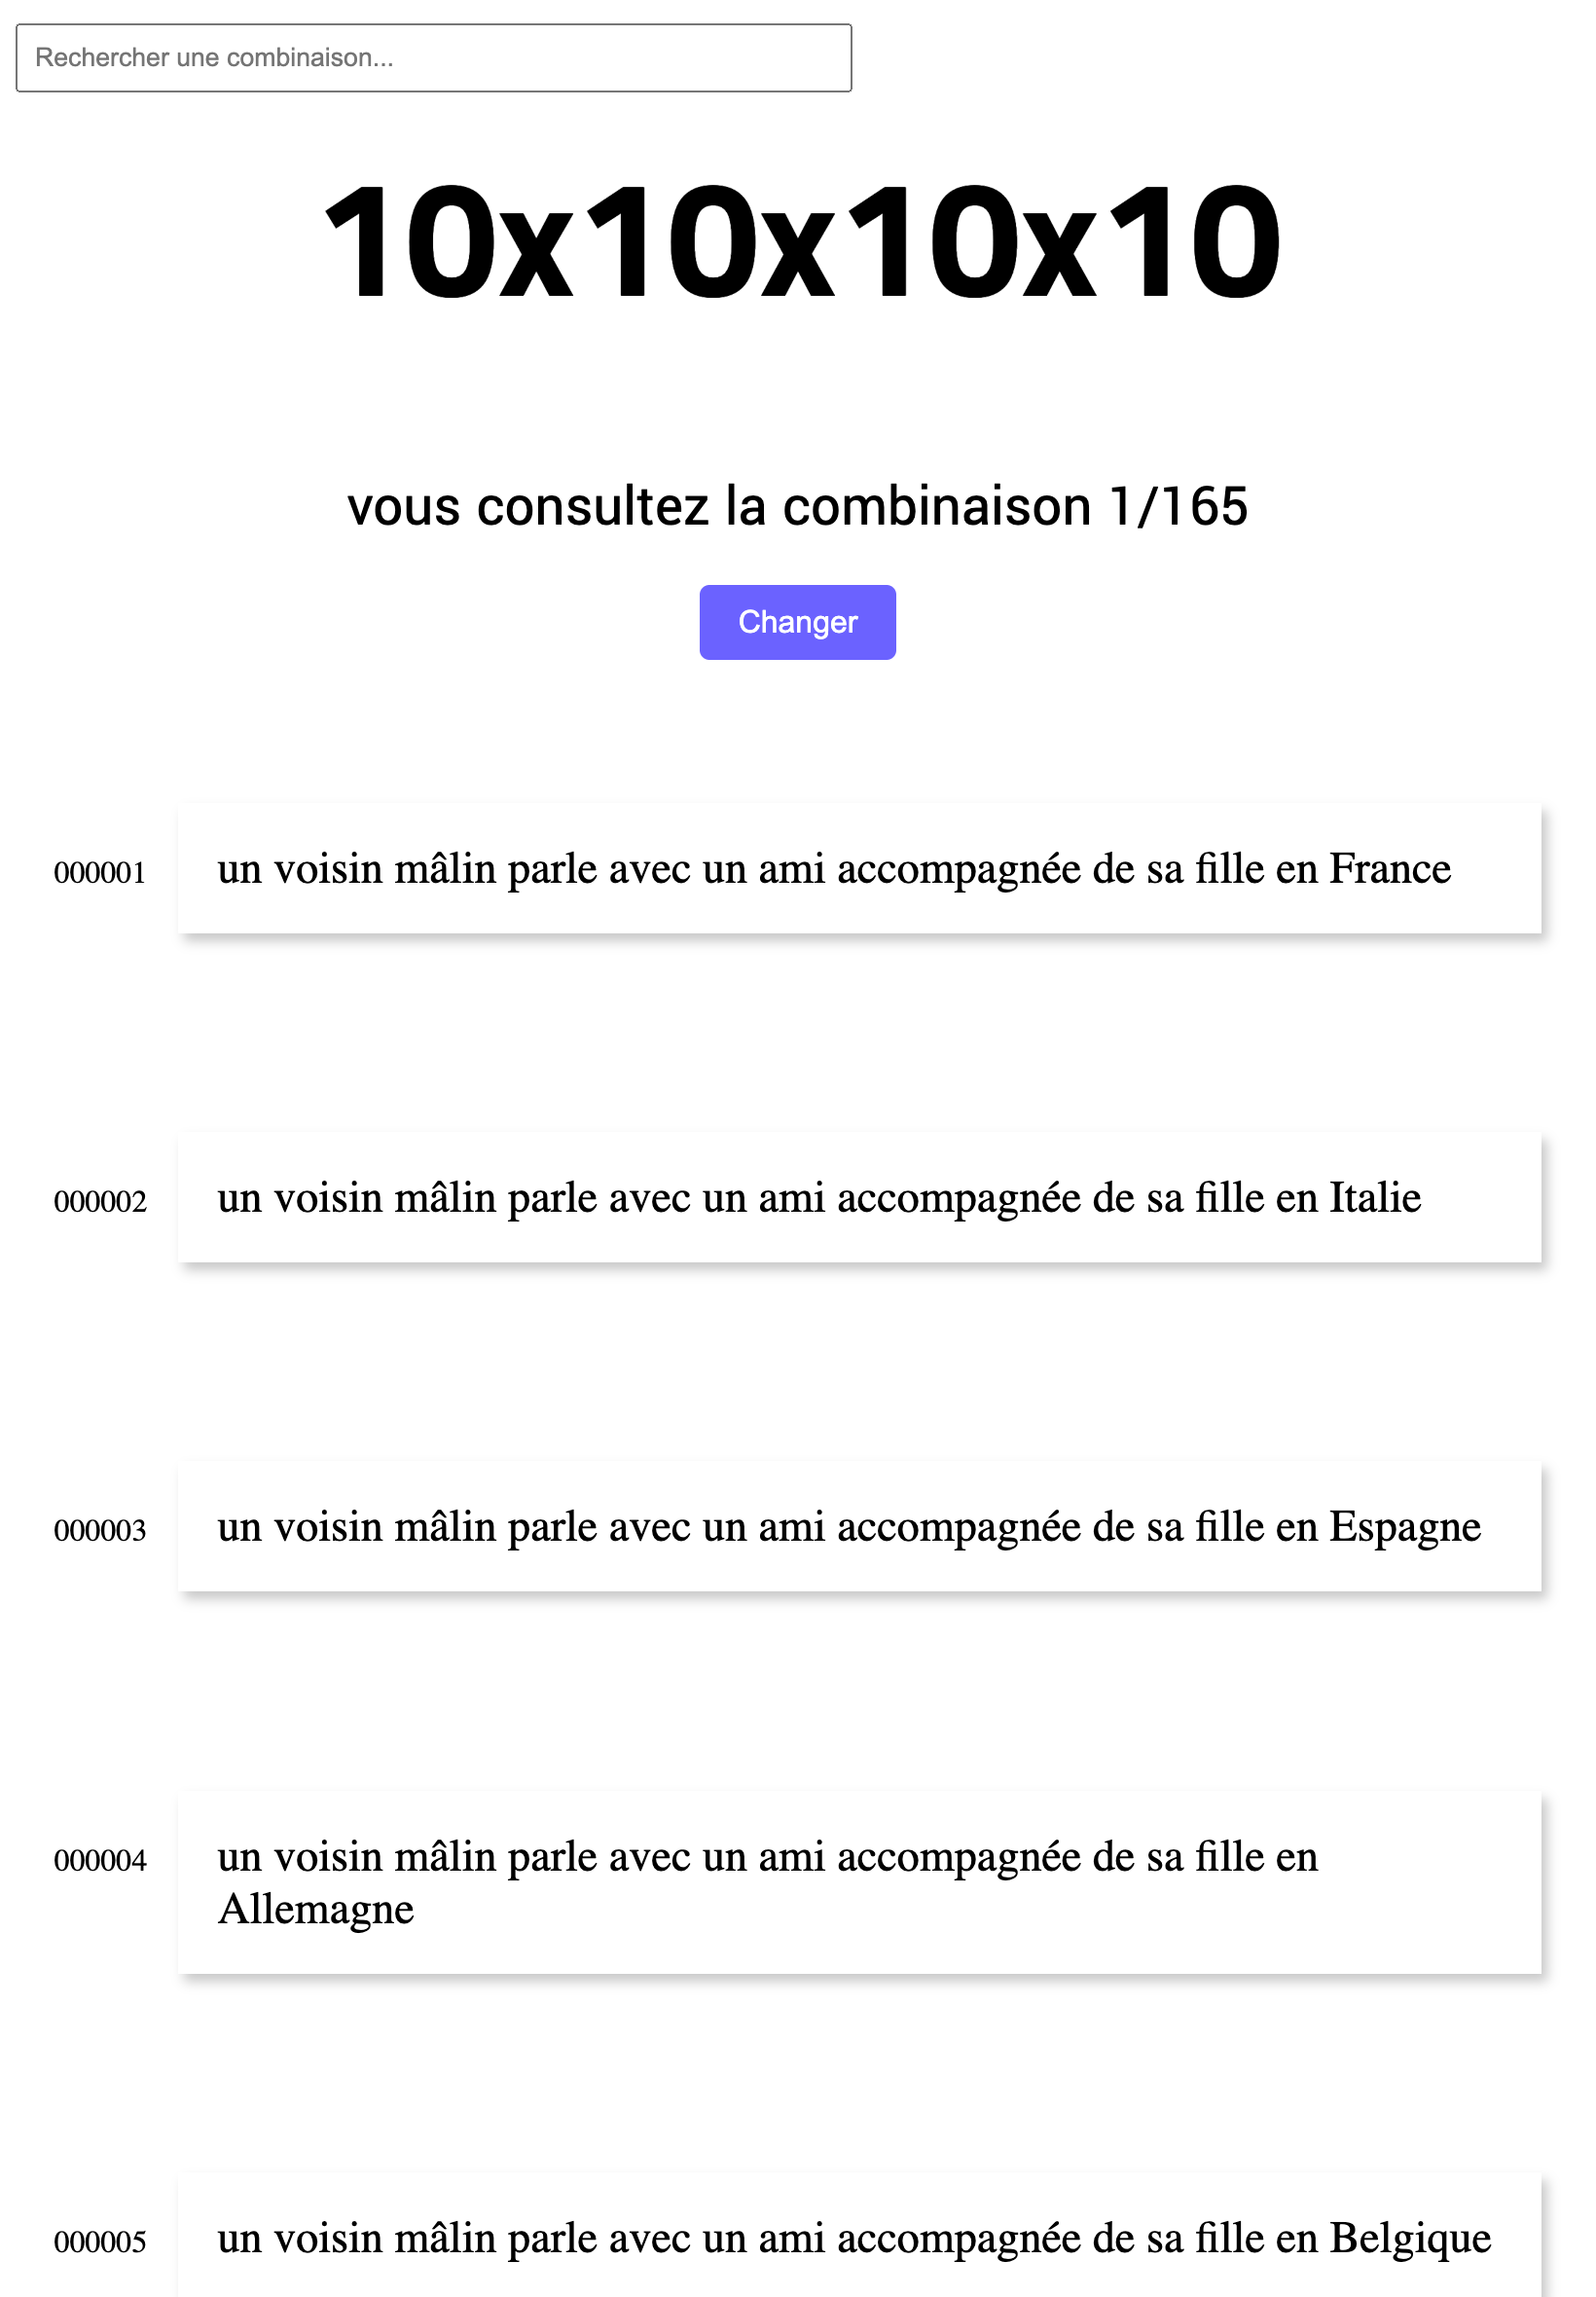 Rechercher une combinaison...
10x10x10x10
vous consultez la combinaison 1/165
Changer
000001 un voisin mâlin parle avec un ami accompagnée de sa fille en France
000002 un voisin mâlin parle avec un ami accompagnée de sa fille en Italie
000003 un voisin mâlin parle avec un ami accompagnée de sa fille en Espagne
000004 un voisin mâlin parle avec un ami accompagnée de sa fille en
Allemagne
000005 un voisin mâlin parle avec un ami accompagnée de sa fille en Belgique